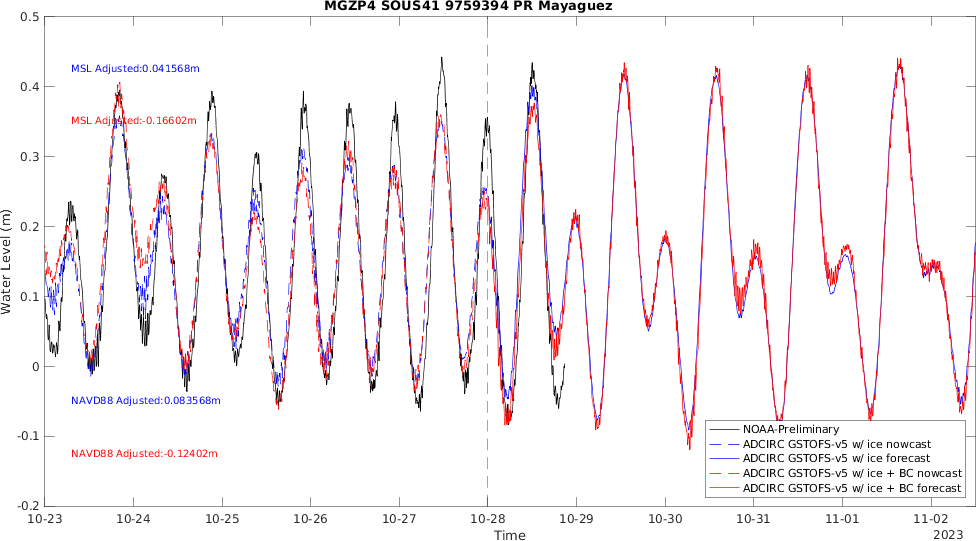 MGZP4 SOUS41 9759394 PR Mayaguez
0.5
0.4
0.3
0.2
0.1
0
-0.1
-0.2
Water Level (m)
MSL Adjusted:0.041568m
MSL Adjusted:-0.16602m
NAVD88 Adjusted:0.083568m
NAVD88 Adjusted:-0.12402m
NOAA-Preliminary
ADCIRC GSTOFS-v5 w/ ice nowcast
ADCIRC GSTOFS-v5 w/ ice forecast
ADCIRC GSTOFS-v5 w/ ice + BC nowcast
ADCIRC GSTOFS-v5 w/ ice + BC forecast
10-23 10-24 10-25 10-26 10-27 10-28 10-29 10-30 10-31 11-01 11-02
Time
2023